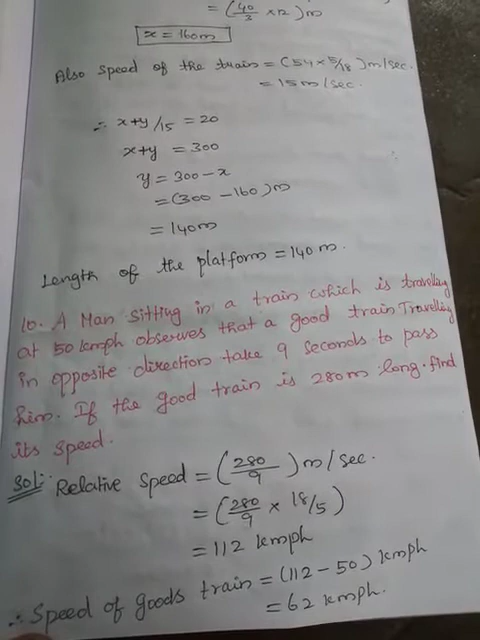 = (40/3 × 12) m
x = 160m
Also speed of the train = (54 × 5/18) m/sec.
= 15m/sec.
∴ x+y/15 = 20
x+y = 300
y = 300 - x
= (300 - 160) m
= 140m
Length of the platform = 140 m.
10. A Man sitting in a train which is travelling
at 50 kmph observes that a good train Travelling
in opposite direction take 9 seconds to pass
him. If the good train is 280m long. find
its speed.
Sol:- Relative Speed = (280/9) m/sec.
= (280/9 × 18/5)
= 112 kmph
∴ Speed of goods train = (112 - 50) kmph
= 62 kmph.